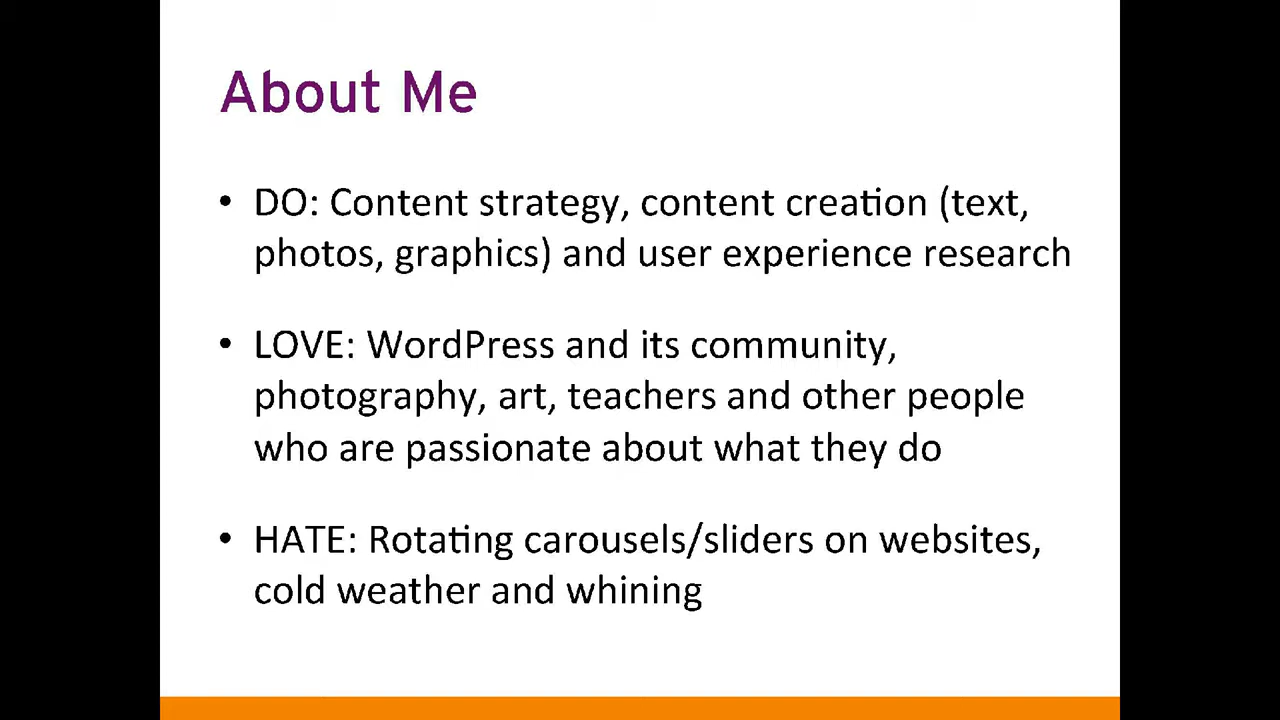 About Me
• DO: Content strategy, content creation (text,
photos, graphics) and user experience research
• LOVE: WordPress and its community,
photography, art, teachers and other people
who are passionate about what they do
• HATE: Rotating carousels/sliders on websites,
cold weather and whining